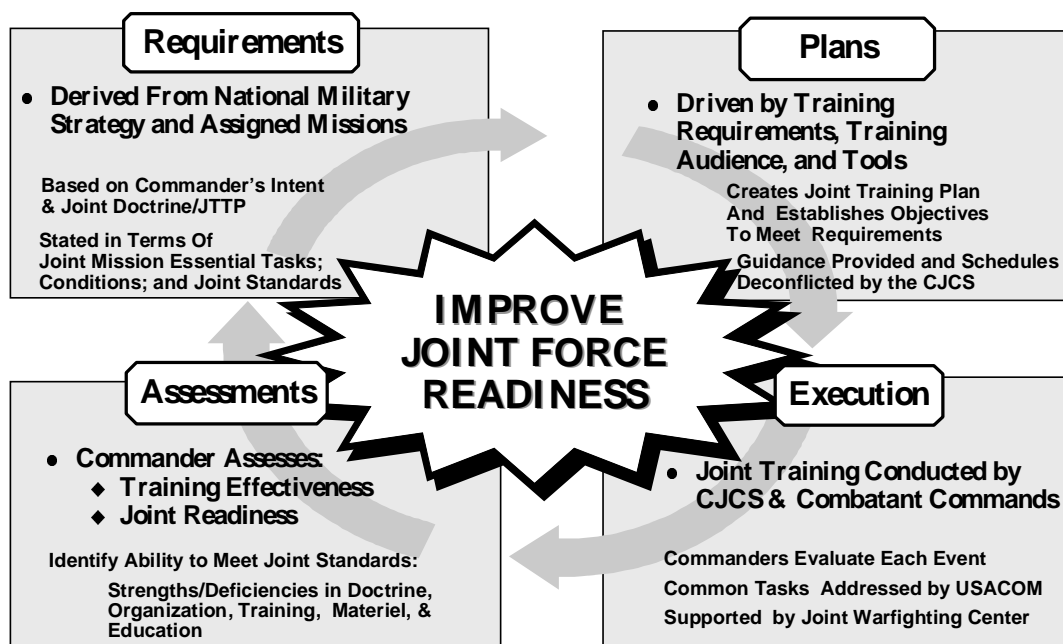 Requirements
• Derived From National Military
Strategy and Assigned Missions
Based on Commander's Intent
& Joint Doctrine/JTTP
Stated in Terms Of
Joint Mission Essential Tasks;
Conditions; and Joint Standards
Plans
• Driven by Training
Requirements, Training
Audience, and Tools
Creates Joint Training Plan
And Establishes Objectives
To Meet Requirements
Guidance Provided and Schedules
Deconflicted by the CJCS
IMPROVE
JOINT FORCE
READINESS
Assessments
• Commander Assesses:
◆ Training Effectiveness
◆ Joint Readiness
Identify Ability to Meet Joint Standards:
Strengths/Deficiencies in Doctrine,
Organization, Training, Materiel, &
Education
Execution
• Joint Training Conducted by
CJCS & Combatant Commands
Commanders Evaluate Each Event
Common Tasks Addressed by USACOM
Supported by Joint Warfighting Center